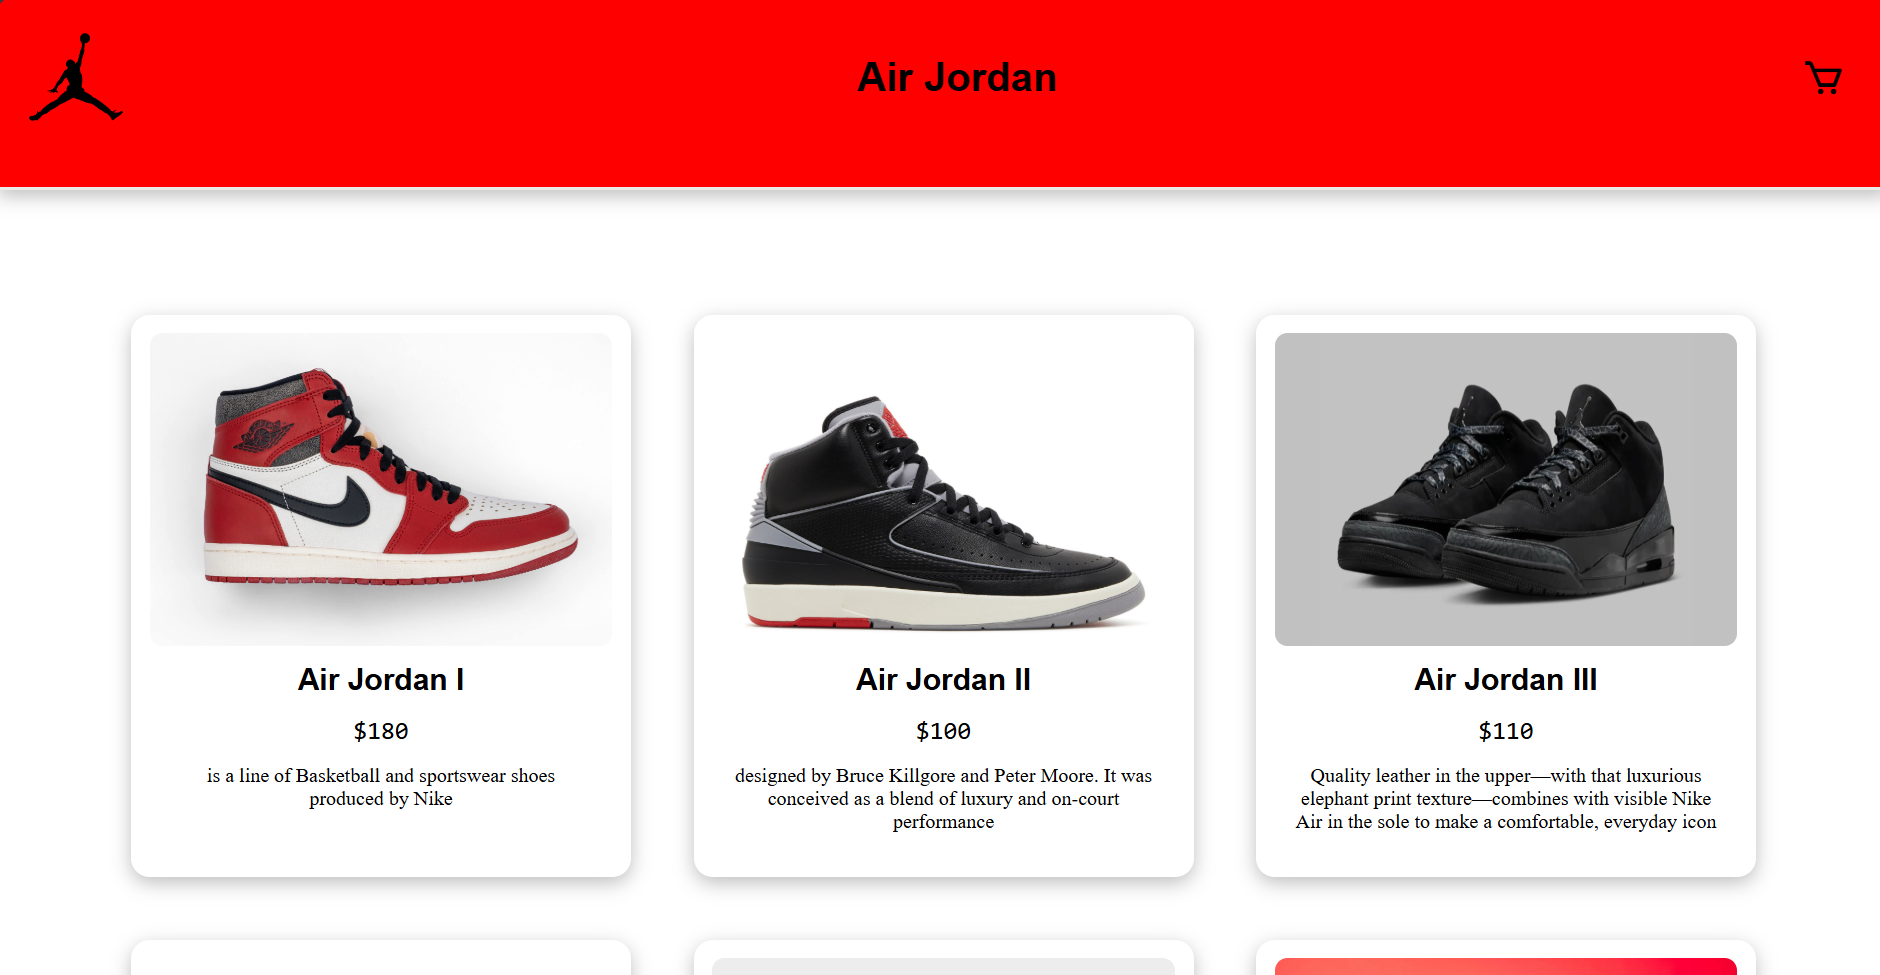 Air Jordan
Air Jordan I
$180
is a line of Basketball and sportswear shoes
produced by Nike
Air Jordan II
$100
designed by Bruce Killgore and Peter Moore. It was
conceived as a blend of luxury and on-court
performance
Air Jordan III
$110
Quality leather in the upper—with that luxurious
elephant print texture—combines with visible Nike
Air in the sole to make a comfortable, everyday icon